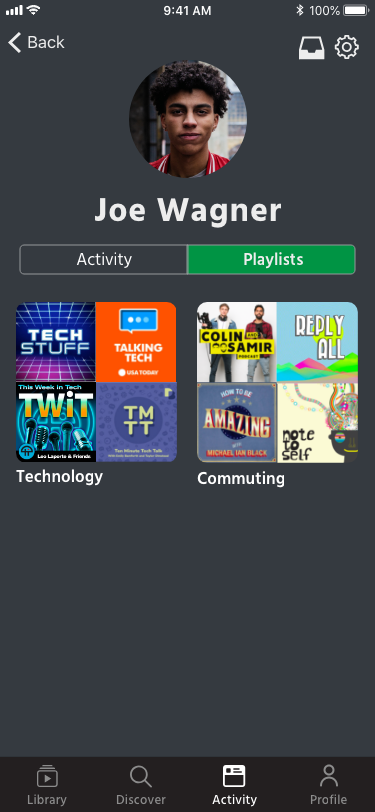 9:41 AM
100%
Back
Joe Wagner
Activity
Playlists
TECH
STUFF
TALKING
TECH
USA TODAY
This Week in Tech
TWiT
Leo Laporte & Friends
TM
TT
Ten Minute Tech Talk
Technology
COLIN AND
SAMIR
PODCAST
REPLY
ALL
HOW TO BE
AMAZING
WITH
MICHAEL IAN BLACK
note
to
self
Commuting
Library
Discover
Activity
Profile